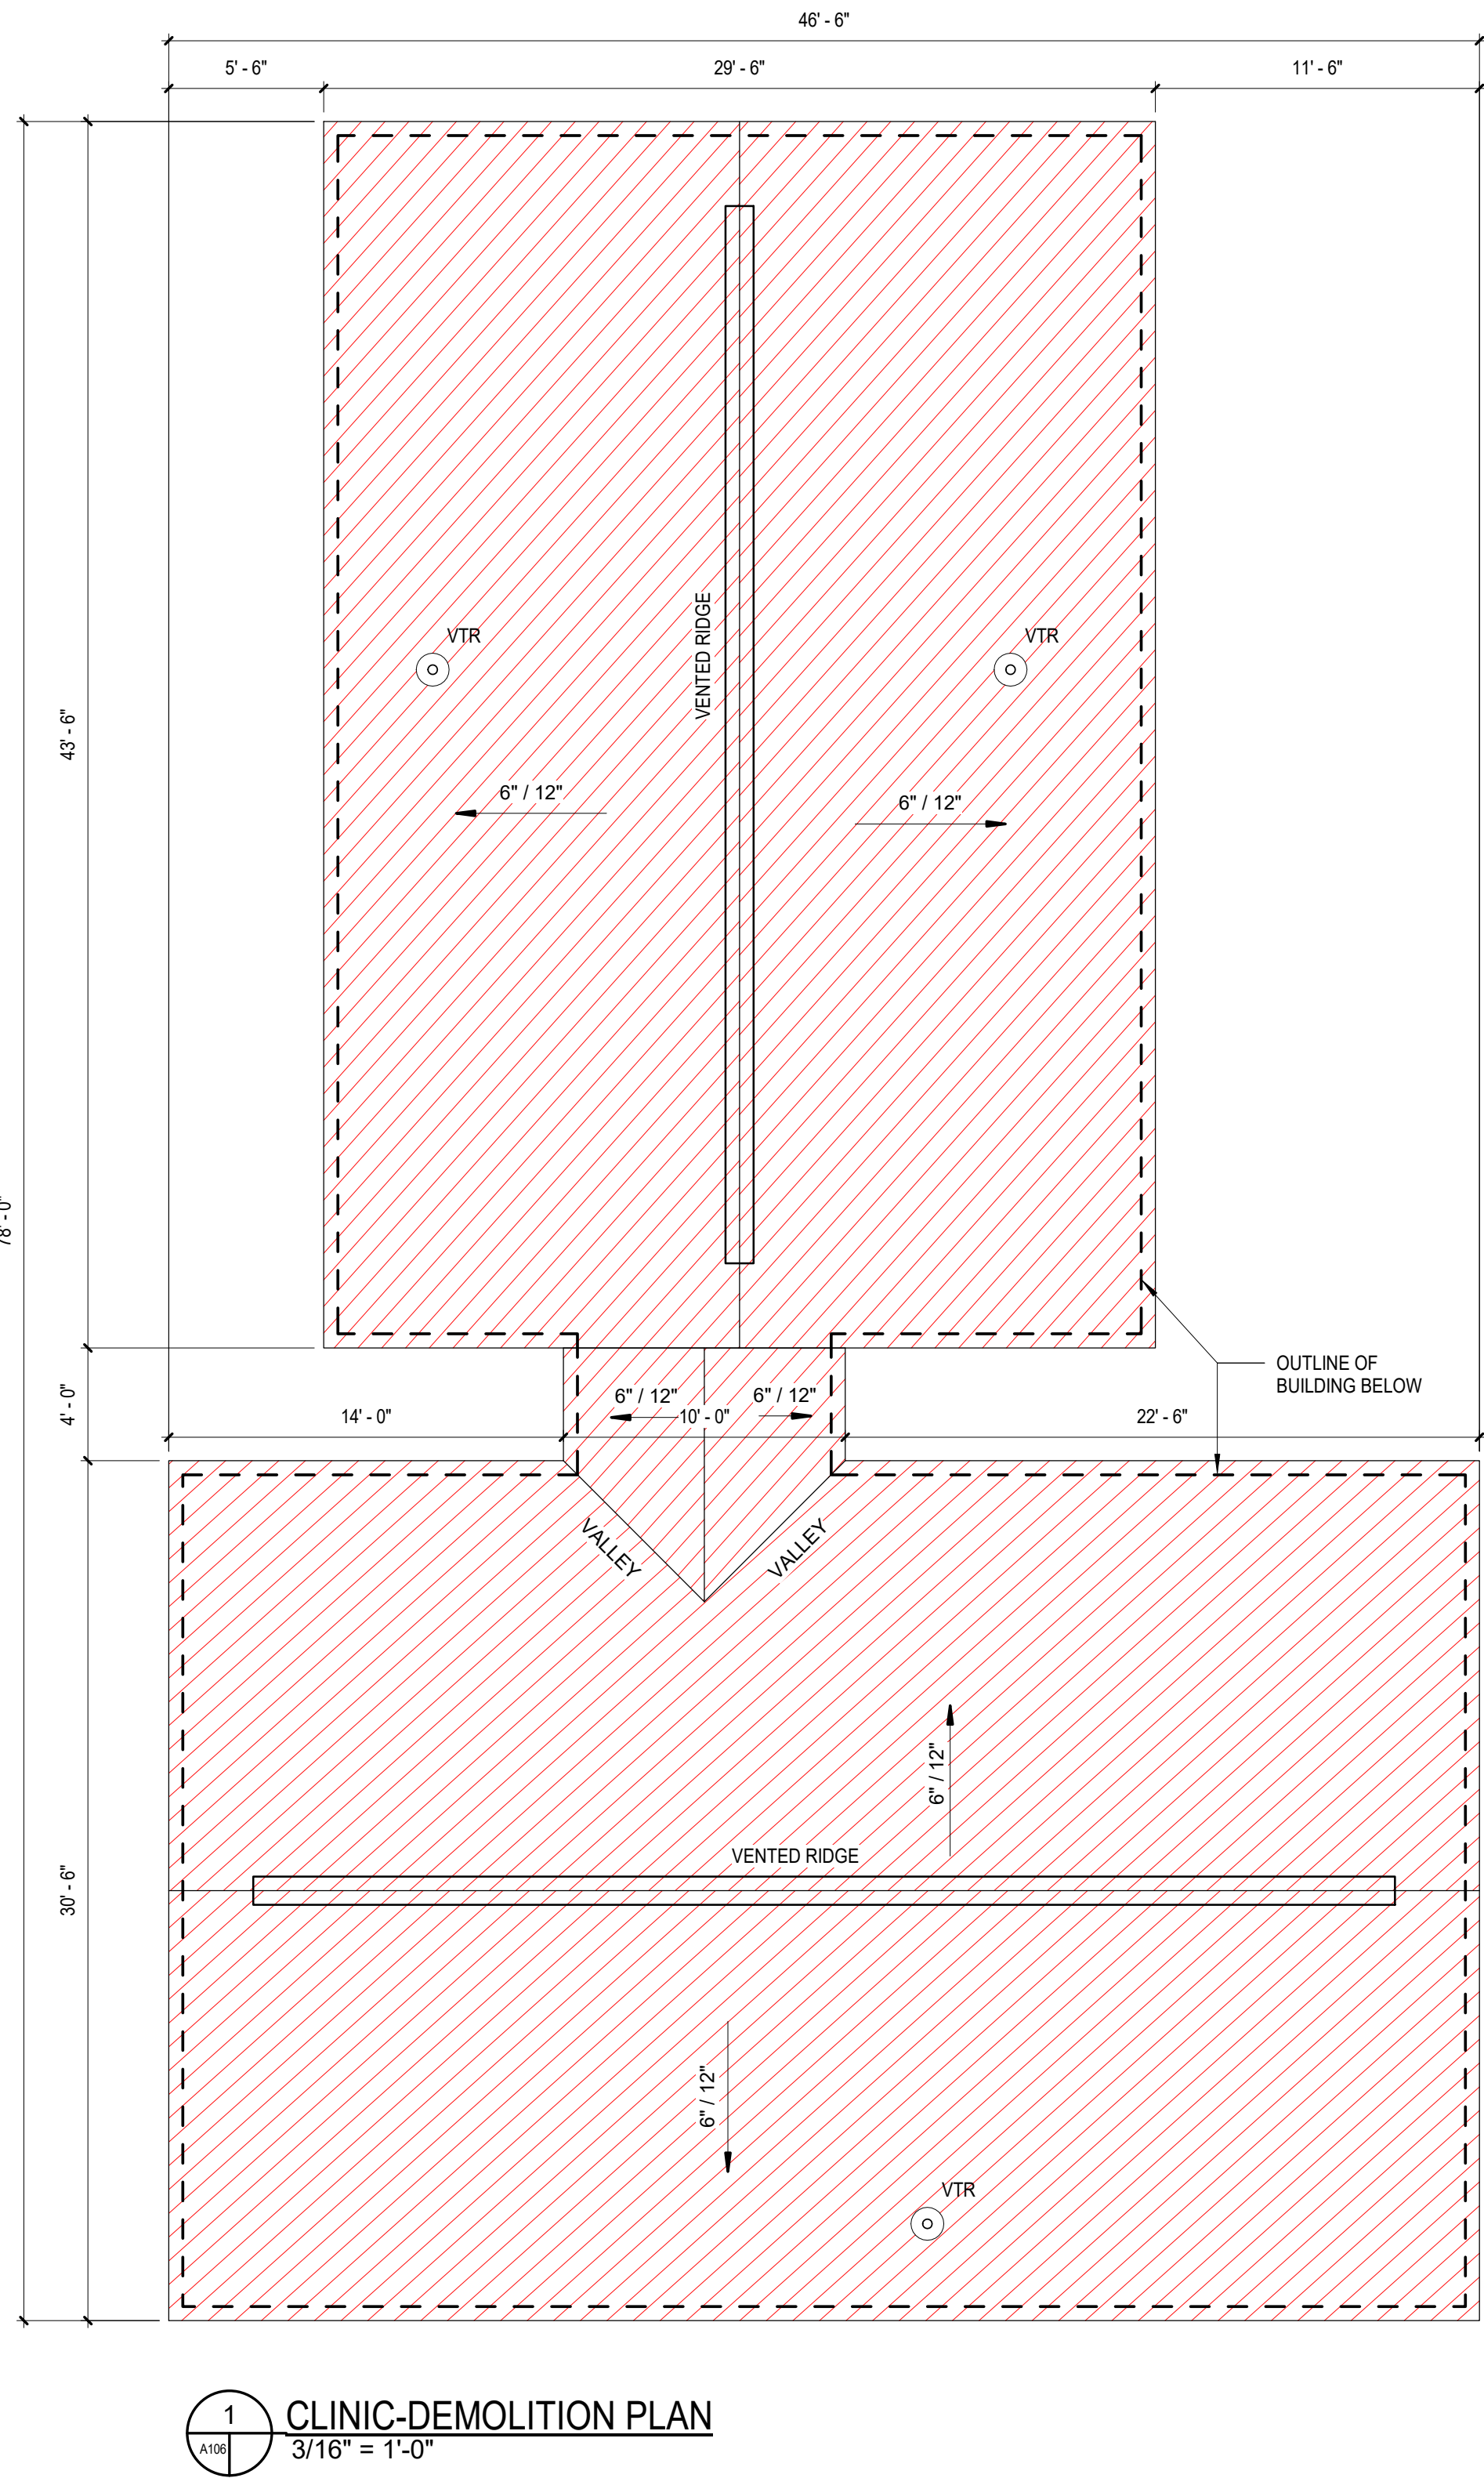 46' - 6"
5' - 6"
29' - 6"
11' - 6"
VTR
VTR
VENTED RIDGE
43' - 6"
6" / 12"
6" / 12"
78' - 0"
OUTLINE OF
BUILDING BELOW
4' - 0"
6" / 12"
6" / 12"
14' - 0"
10' - 0"
22' - 6"
VALLEY
VALLEY
6" / 12"
VENTED RIDGE
30' - 6"
6" / 12"
VTR
1
A106
CLINIC-DEMOLITION PLAN
3/16" = 1'-0"